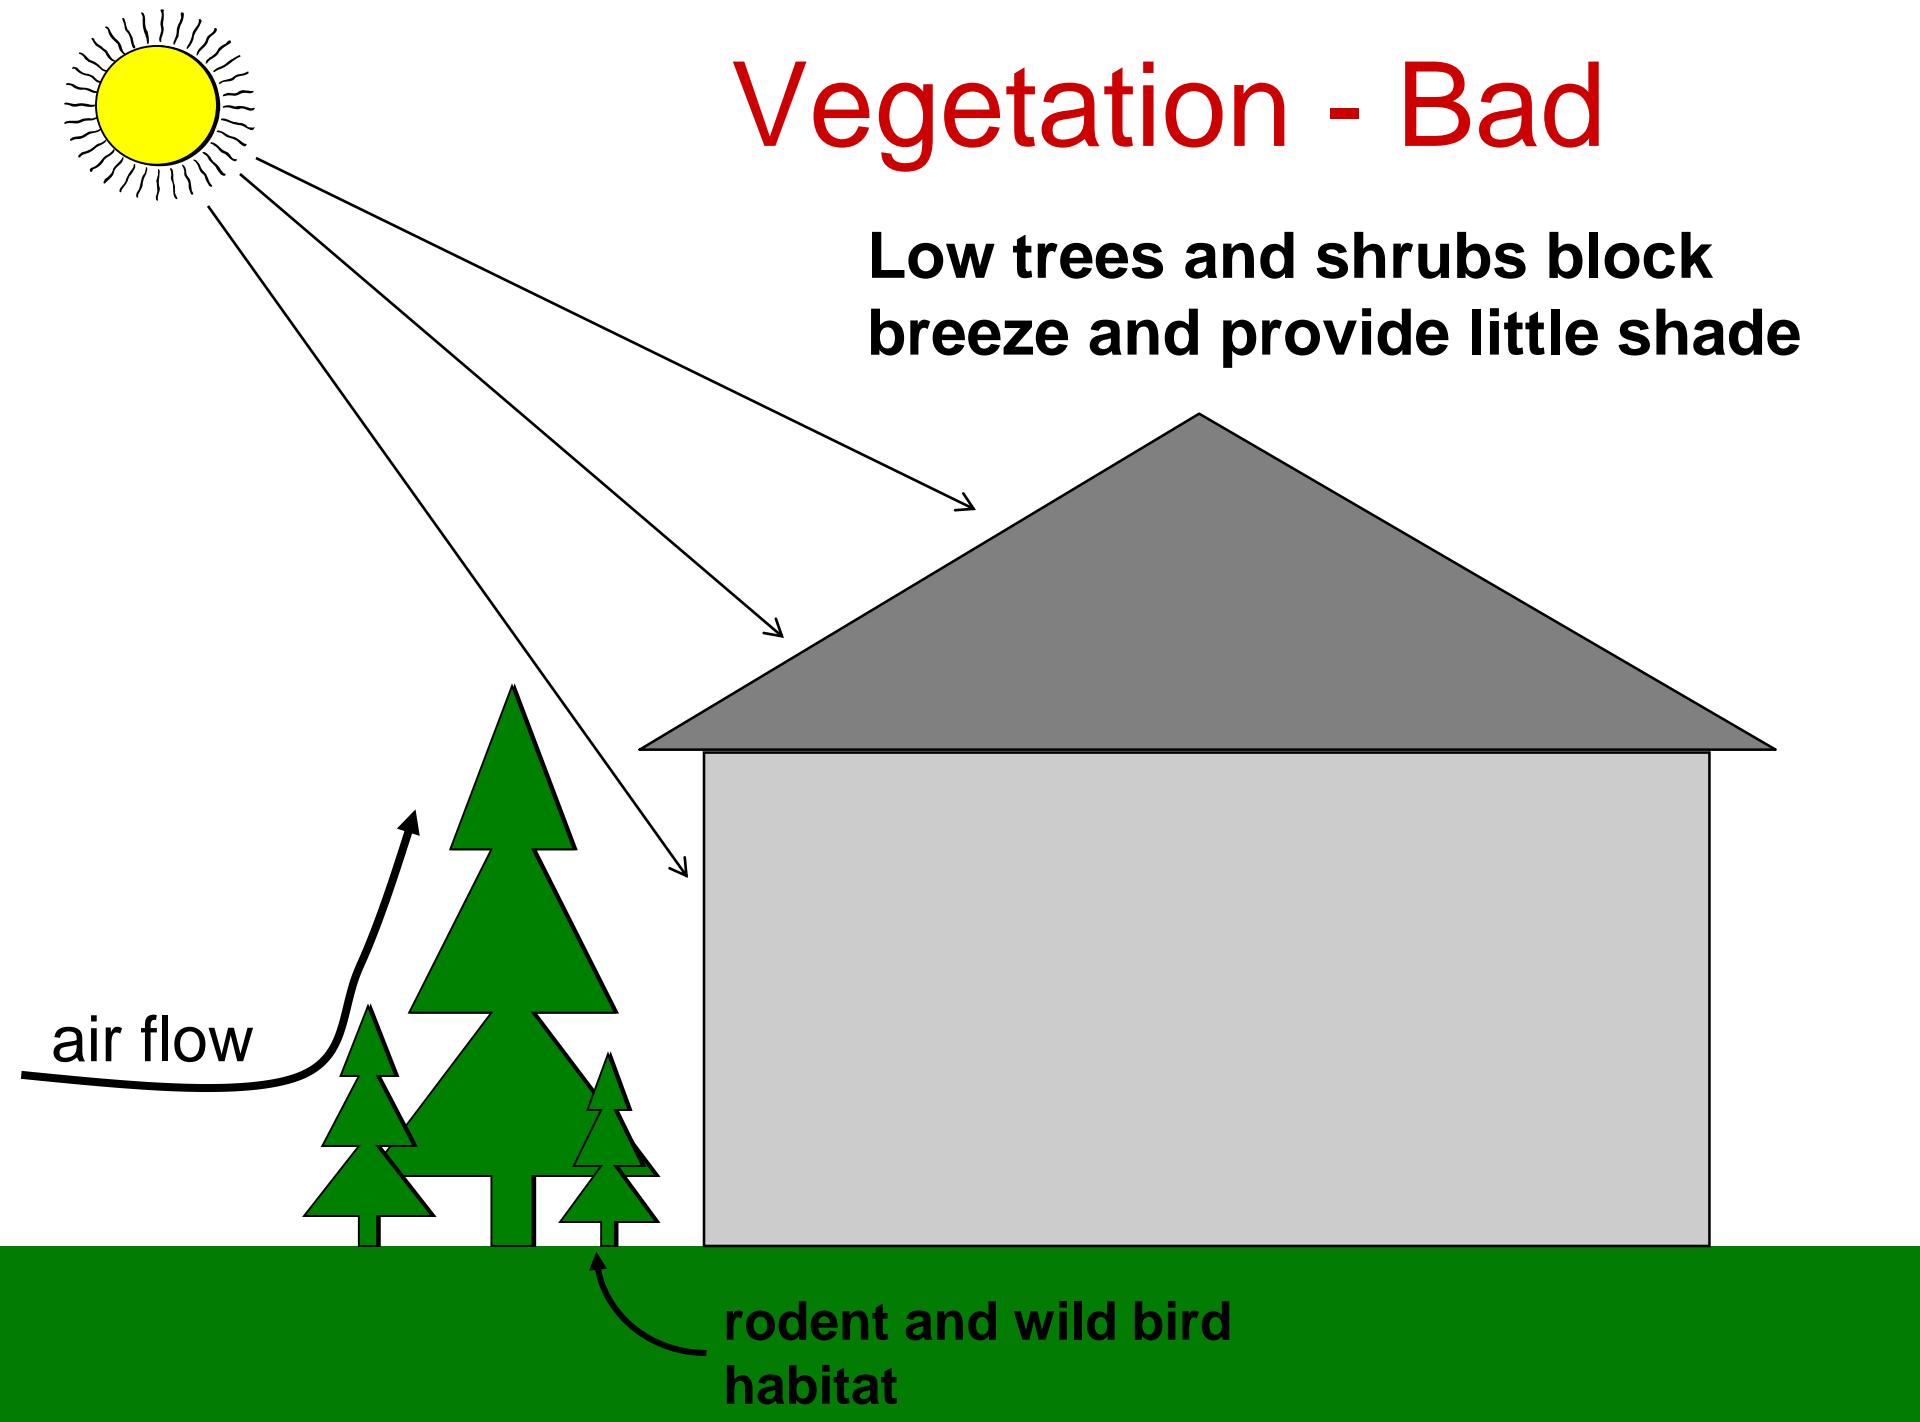 Vegetation - Bad
Low trees and shrubs block
breeze and provide little shade
air flow
rodent and wild bird
habitat